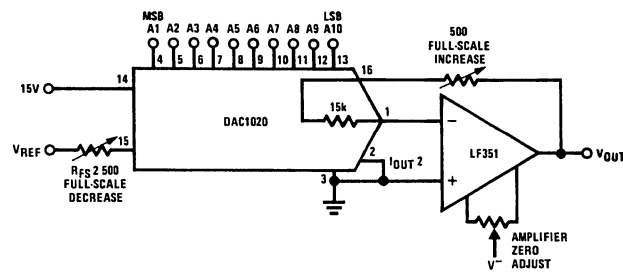 MSB LSB
A1 A2 A3 A4 A5 A6 A7 A8 A9 A10
4 5 6 7 8 9 10 11 12 13
500
FULL-SCALE
INCREASE
16
14
15V
15k
1
DAC1020
LF351
VREF
15
2
IOUT 2
3
RFS 2 500
FULL-SCALE
DECREASE
−
+
VOUT
AMPLIFIER
ZERO
ADJUST
V−